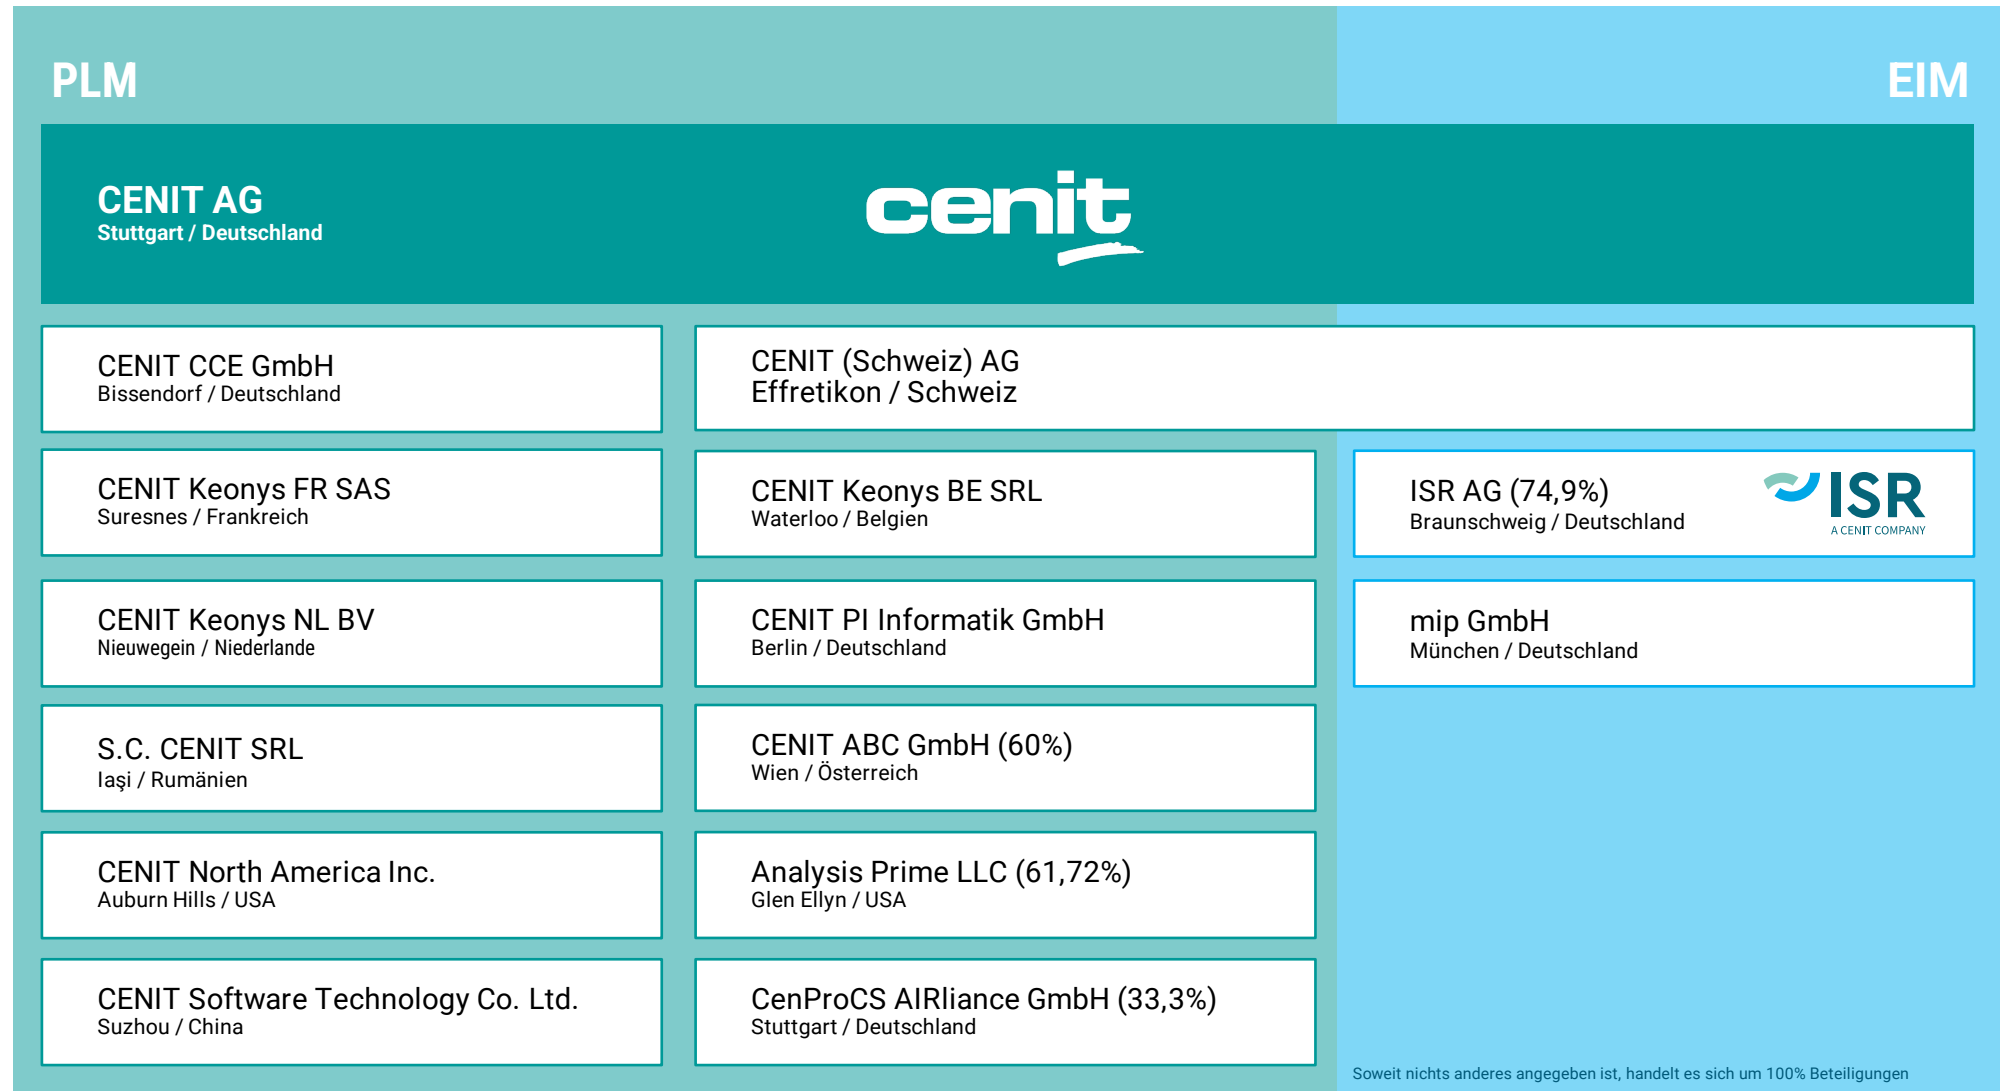 PLM
EIM
CENIT AG
Stuttgart / Deutschland
cenit
CENIT CCE GmbH
Bissendorf / Deutschland
CENIT (Schweiz) AG
Effretikon / Schweiz
CENIT Keonys FR SAS
Suresnes / Frankreich
CENIT Keonys BE SRL
Waterloo / Belgien
ISR AG (74,9%)
Braunschweig / Deutschland
ISR
A CENIT COMPANY
CENIT Keonys NL BV
Nieuwegein / Niederlande
CENIT PI Informatik GmbH
Berlin / Deutschland
mip GmbH
München / Deutschland
S.C. CENIT SRL
Iaşi / Rumänien
CENIT ABC GmbH (60%)
Wien / Österreich
CENIT North America Inc.
Auburn Hills / USA
Analysis Prime LLC (61,72%)
Glen Ellyn / USA
CENIT Software Technology Co. Ltd.
Suzhou / China
CenProCS AIRliance GmbH (33,3%)
Stuttgart / Deutschland
Soweit nichts anderes angegeben ist, handelt es sich um 100% Beteiligungen